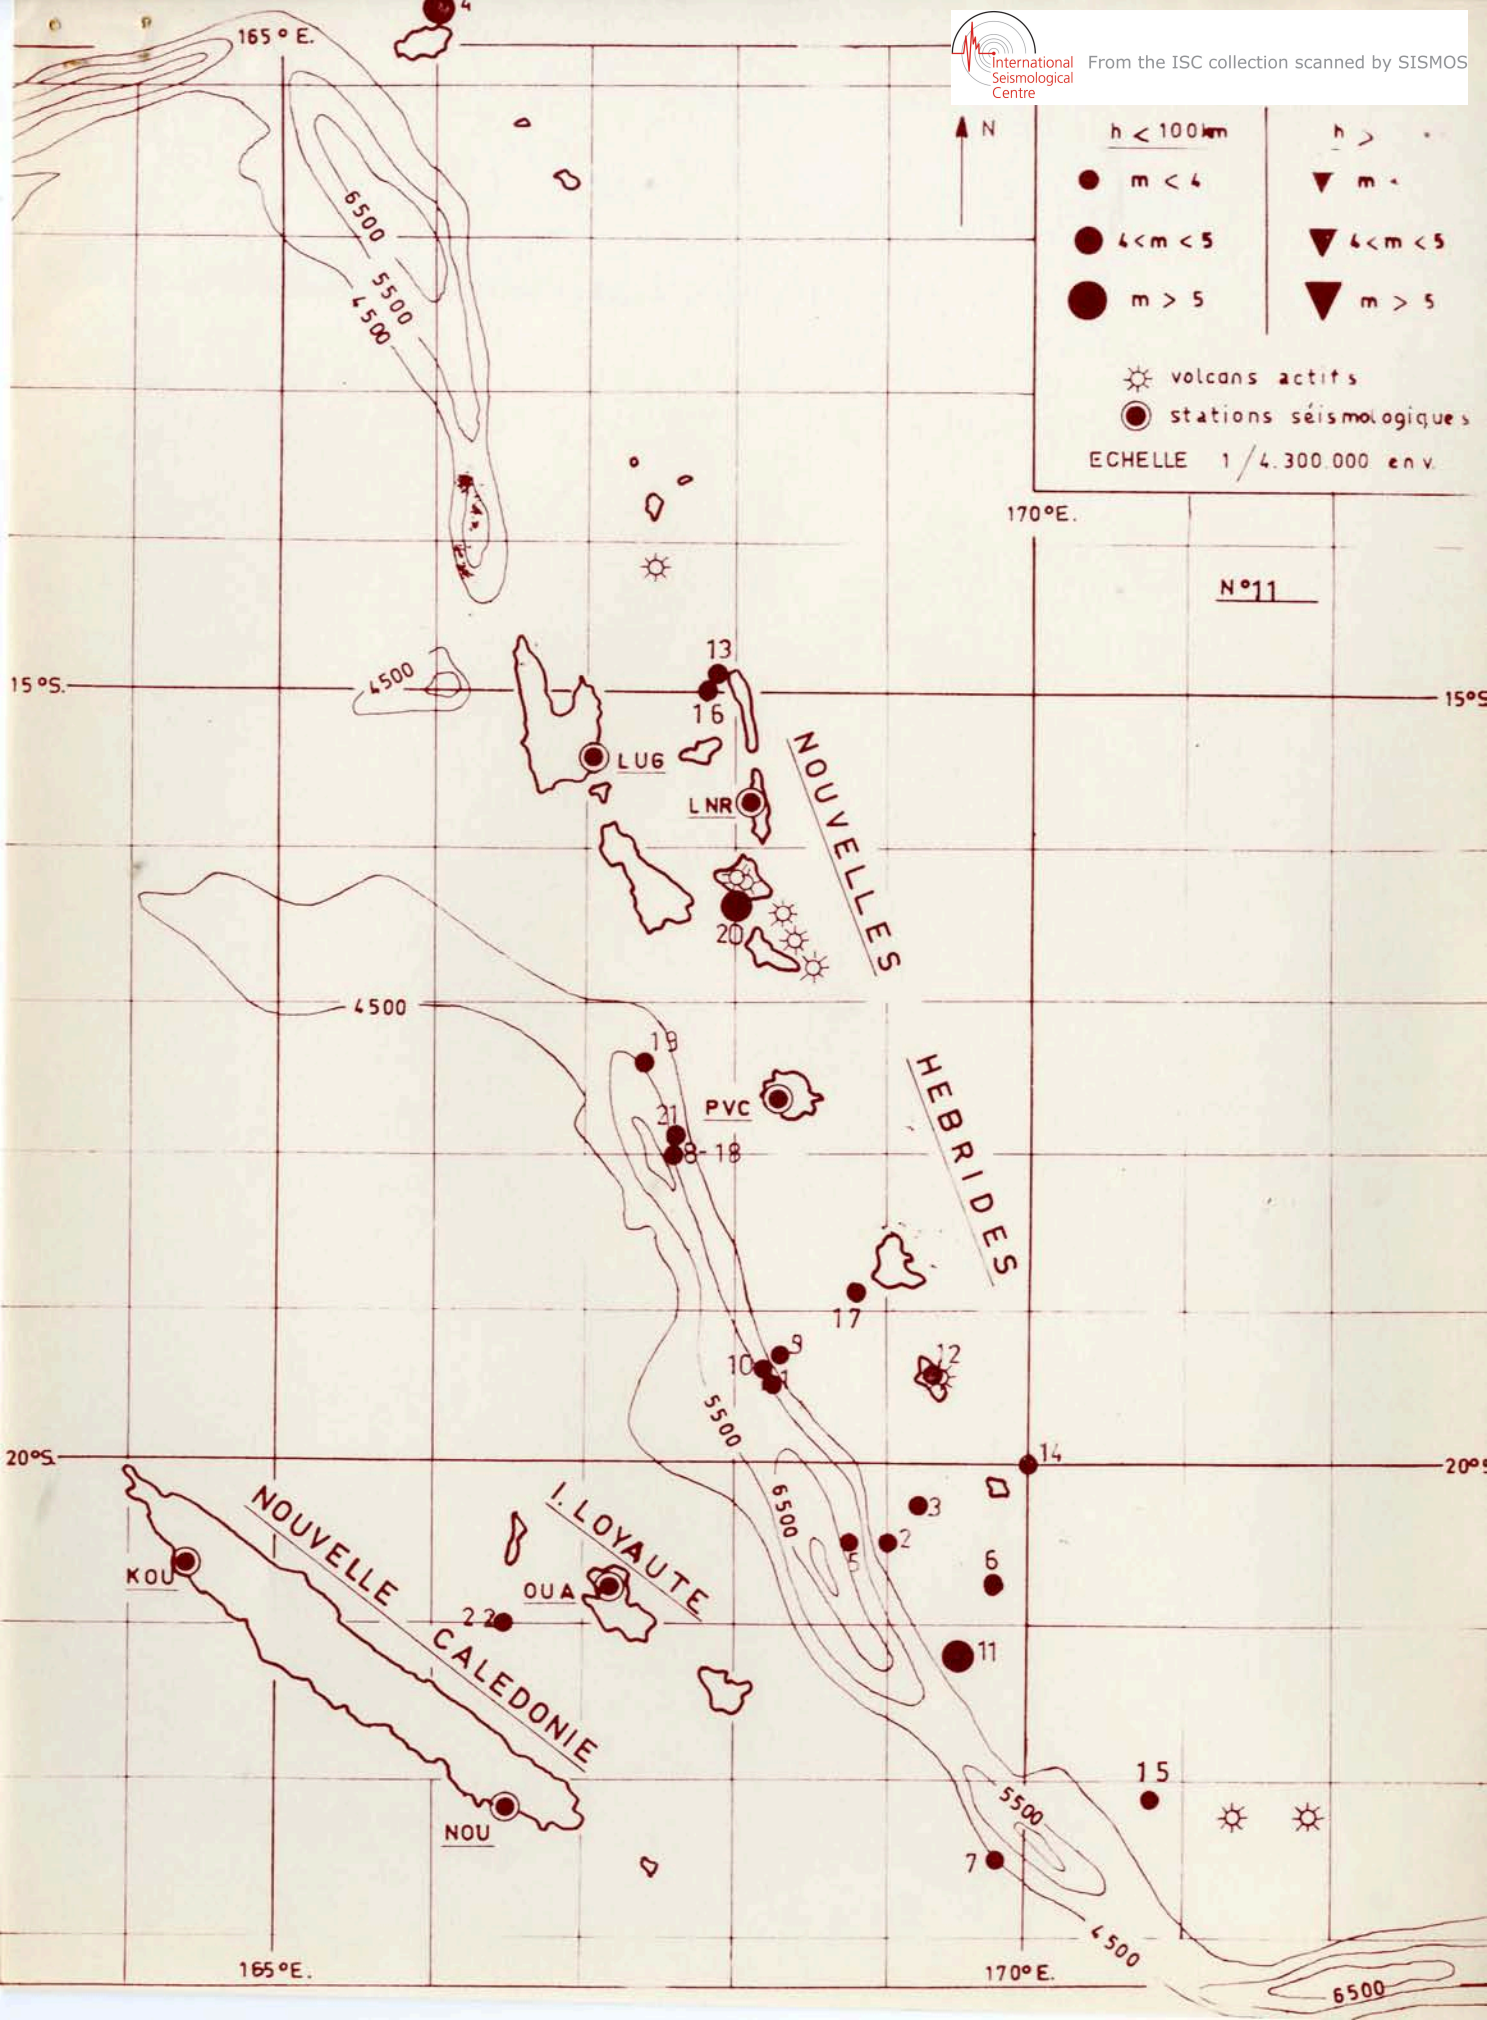 4
165° E.
International
Seismological
Centre
From the ISC collection scanned by SISMOS
N
h < 100km
h >
m < 4
m
4<m < 5
4<m < 5
m > 5
m > 5
volcans actifs
stations séismologiques
ECHELLE 1/4.300.000 env.
6500
5500
4500
170°E.
N°11
13
15°S.
4500
15°S
16
LUG
LNR
NOUVELLES
20
4500
19
PVC
21
8-18
HEBRIDES
17
9
10
1
12
5500
20°S.
14
20°S
6500
3
2
5
6
NOUVELLE
CALEDONIE
I. LOYAUTE
KOU
OUA
22
11
15
5500
NOU
7
4500
165°E.
170°E.
6500